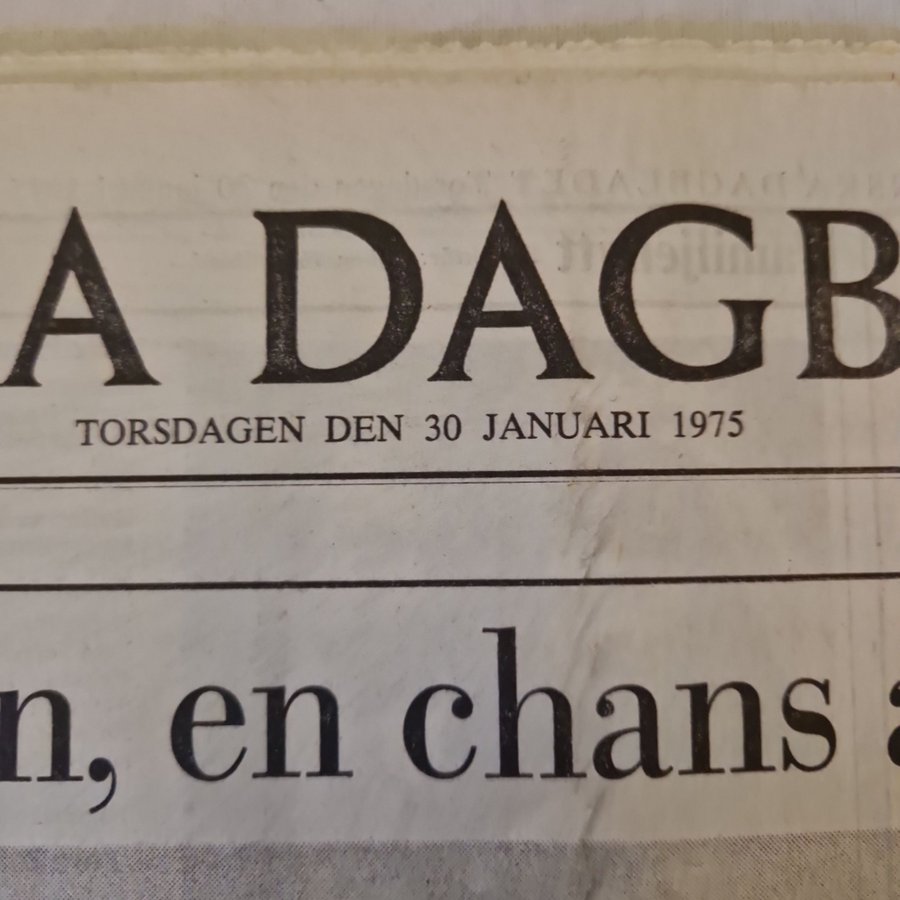 A DAGB
TORSDAGEN DEN 30 JANUARI 1975
n, en chans a